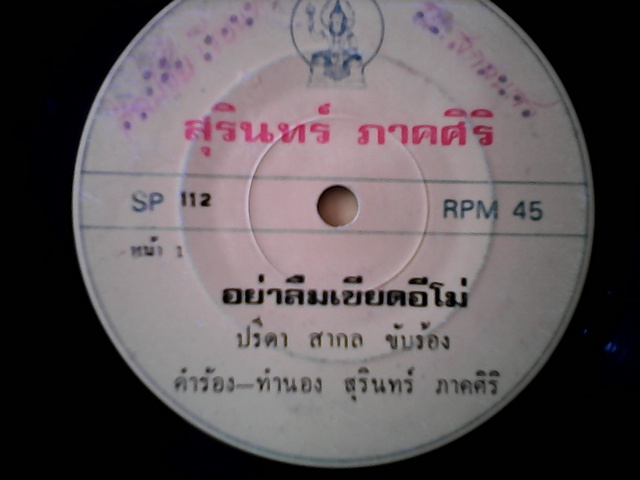 สุรินทร์ ภาคศิริ
SP 112 RPM 45
หน้า 1
อย่าลืมเขียดอีโม่
ปรีดา สากล ขับร้อง
คำร้อง—ทำนอง สุรินทร์ ภาคศิริ